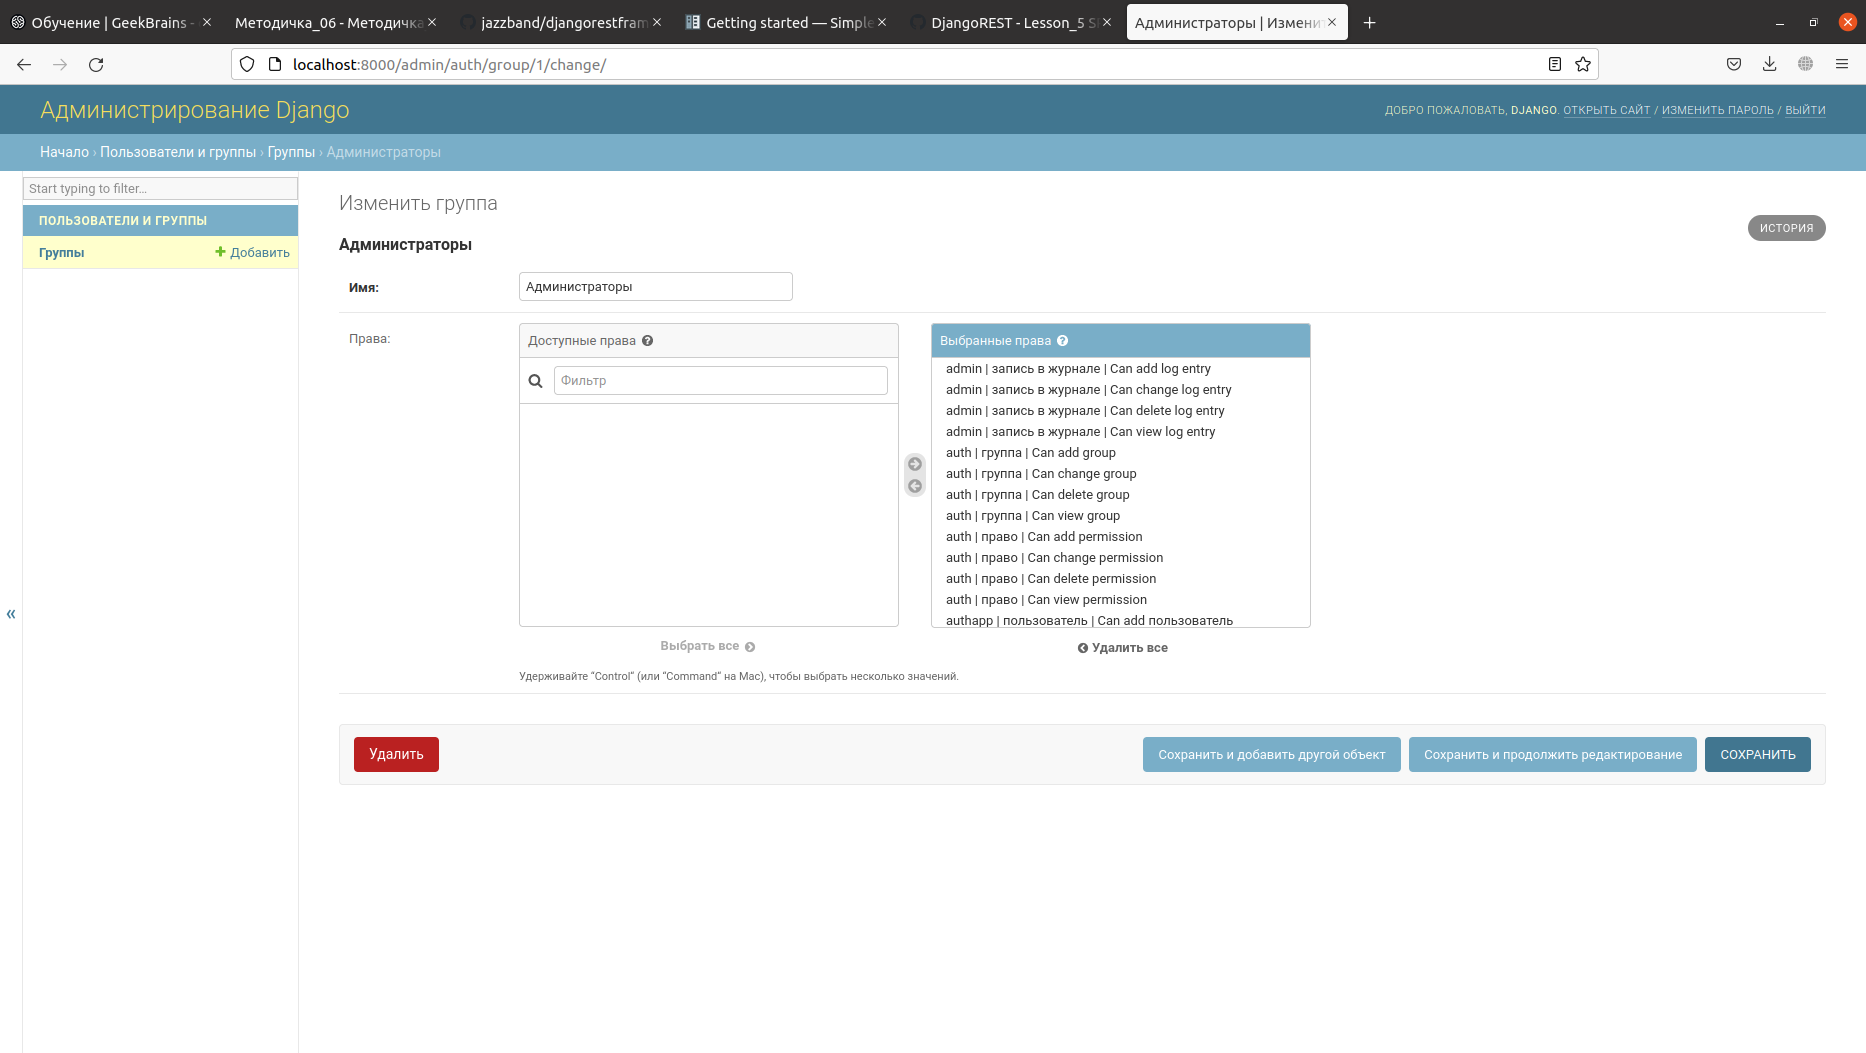 Обучение | GeekBrains -
Методичка_06 - Методичка
jazzband/djangorestfram
Getting started — Simple
DjangoREST - Lesson_5
Администраторы | Изменит
localhost:8000/admin/auth/group/1/change/
Администрирование Django
ДОБРО ПОЖАЛОВАТЬ, DJANGO. ОТКРЫТЬ САЙТ / ИЗМЕНИТЬ ПАРОЛЬ / ВЫЙТИ
Начало › Пользователи и группы › Группы › Администраторы
Start typing to filter...
ПОЛЬЗОВАТЕЛИ И ГРУППЫ
Группы
Добавить
«
Изменить группа
ИСТОРИЯ
Администраторы
Имя:
Администраторы
Права:
Доступные права
Фильтр
Выбрать все
Выбранные права
admin | запись в журнале | Can add log entry
admin | запись в журнале | Can change log entry
admin | запись в журнале | Can delete log entry
admin | запись в журнале | Can view log entry
auth | группа | Can add group
auth | группа | Can change group
auth | группа | Can delete group
auth | группа | Can view group
auth | право | Can add permission
auth | право | Can change permission
auth | право | Can delete permission
auth | право | Can view permission
authapp | пользователь | Can add пользователь
Удалить все
Удерживайте “Control” (или “Command” на Mac), чтобы выбрать несколько значений.
Удалить
Сохранить и добавить другой объект
Сохранить и продолжить редактирование
СОХРАНИТЬ